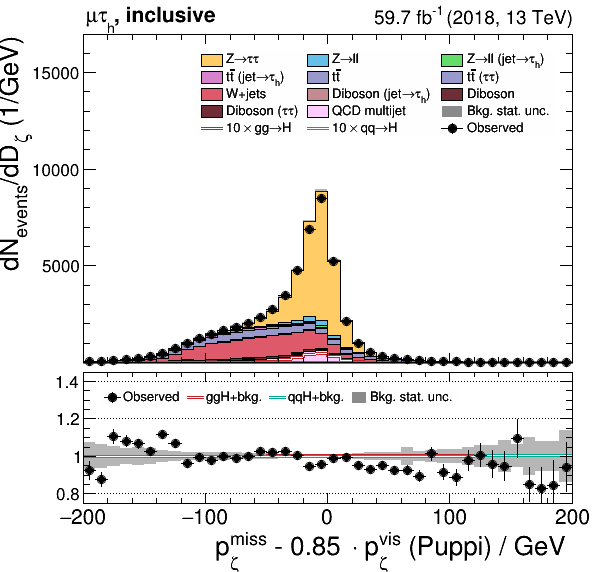 μτ_h, inclusive 59.7 fb⁻¹ (2018, 13 TeV)
dN_events/dD_ζ (1/GeV)
15000
10000
5000
Z→ττ Z→ll Z→ll (jet→τ_h)
tt̄ (jet→τ_h) tt̄ tt̄ (ττ)
W+jets Diboson (jet→τ_h) Diboson
Diboson (ττ) QCD multijet Bkg. stat. unc.
10 × gg→H 10 × qq→H Observed
1.4
1.2
1
0.8
Observed ggH+bkg. qqH+bkg. Bkg. stat. unc.
−200 −100 0 100 200
p_ζ^miss - 0.85 · p_ζ^vis (Puppi) / GeV